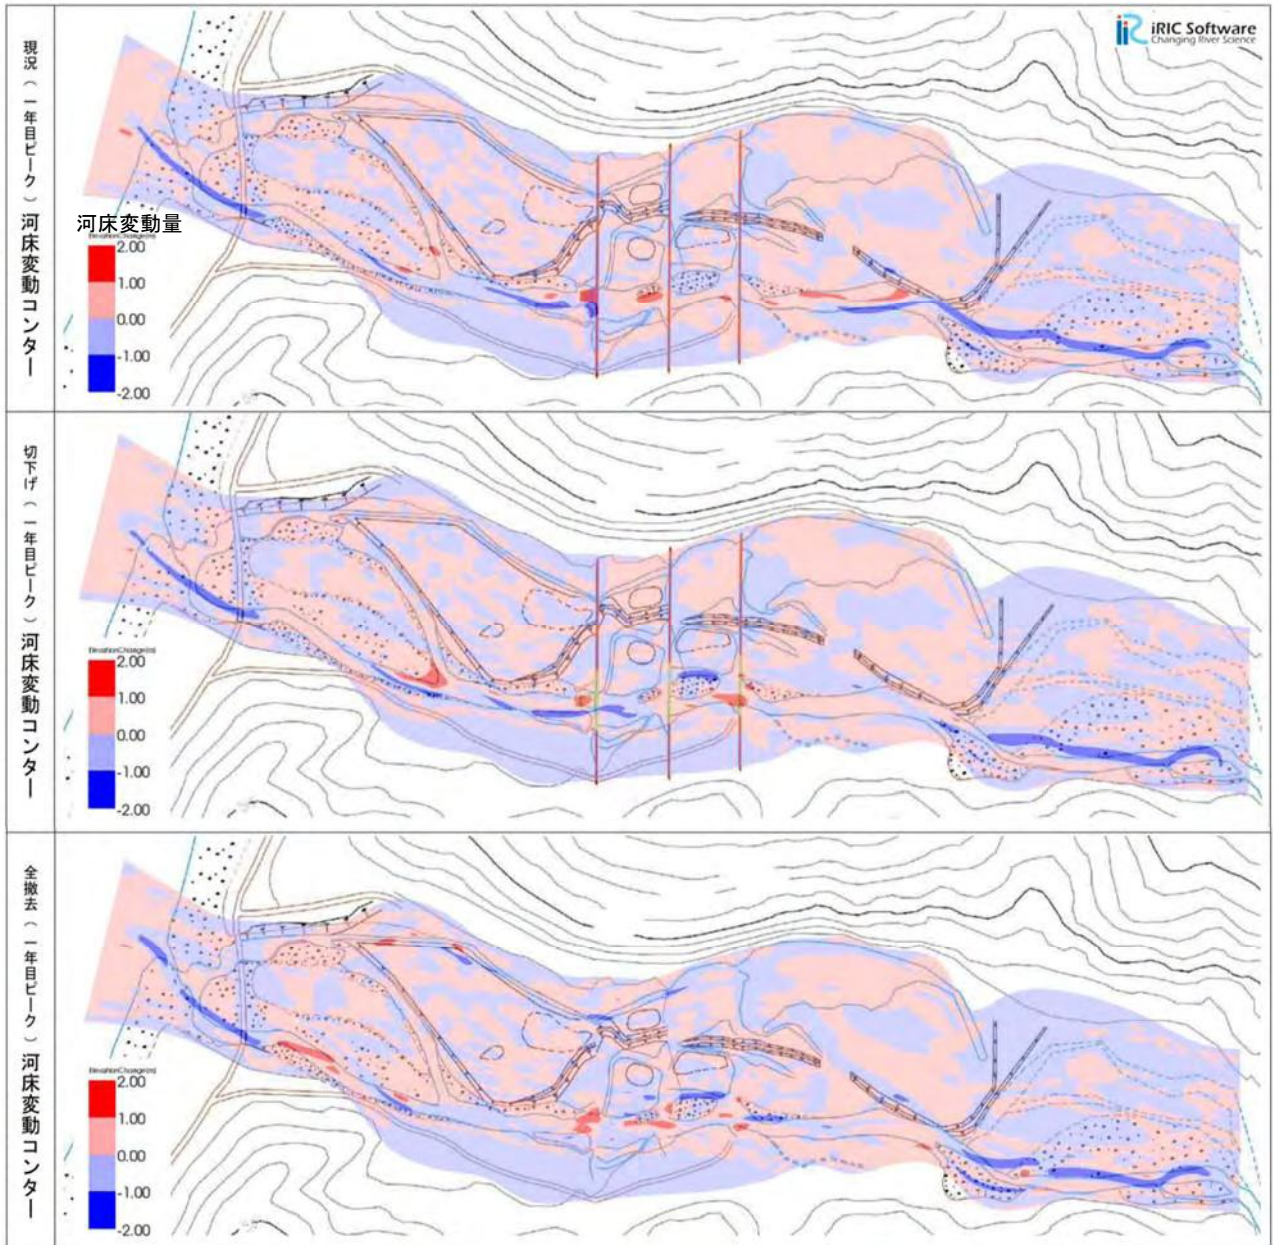 iRIC Software
Changing River Science
現況（一年目ピーク）河床変動コンター
河床変動量
ElevationChange(m)
2.00
1.00
0.00
-1.00
-2.00
切下げ（一年目ピーク）河床変動コンター
ElevationChange(m)
2.00
1.00
0.00
-1.00
-2.00
全撤去（一年目ピーク）河床変動コンター
ElevationChange(m)
2.00
1.00
0.00
-1.00
-2.00